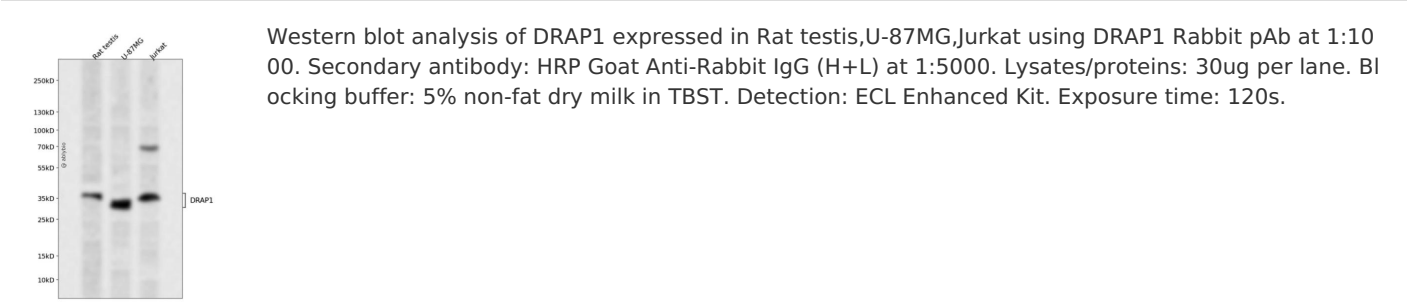 Rat testis
U-87MG
Jurkat
250kD
130kD
100kD
70kD
55kD
35kD
25kD
15kD
10kD
DRAP1
Western blot analysis of DRAP1 expressed in Rat testis,U-87MG,Jurkat using DRAP1 Rabbit pAb at 1:10
00. Secondary antibody: HRP Goat Anti-Rabbit IgG (H+L) at 1:5000. Lysates/proteins: 30ug per lane. Bl
ocking buffer: 5% non-fat dry milk in TBST. Detection: ECL Enhanced Kit. Exposure time: 120s.